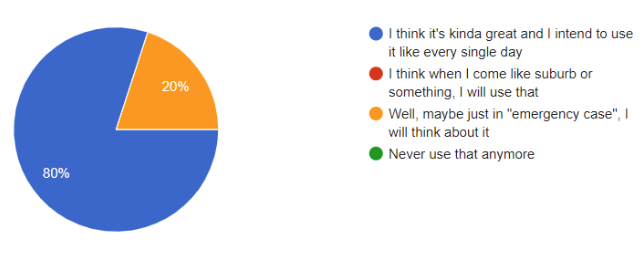 I think it's kinda great and I intend to use
it like every single day
I think when I come like suburb or
something, I will use that
Well, maybe just in "emergency case", I
will think about it
Never use that anymore
20%
80%